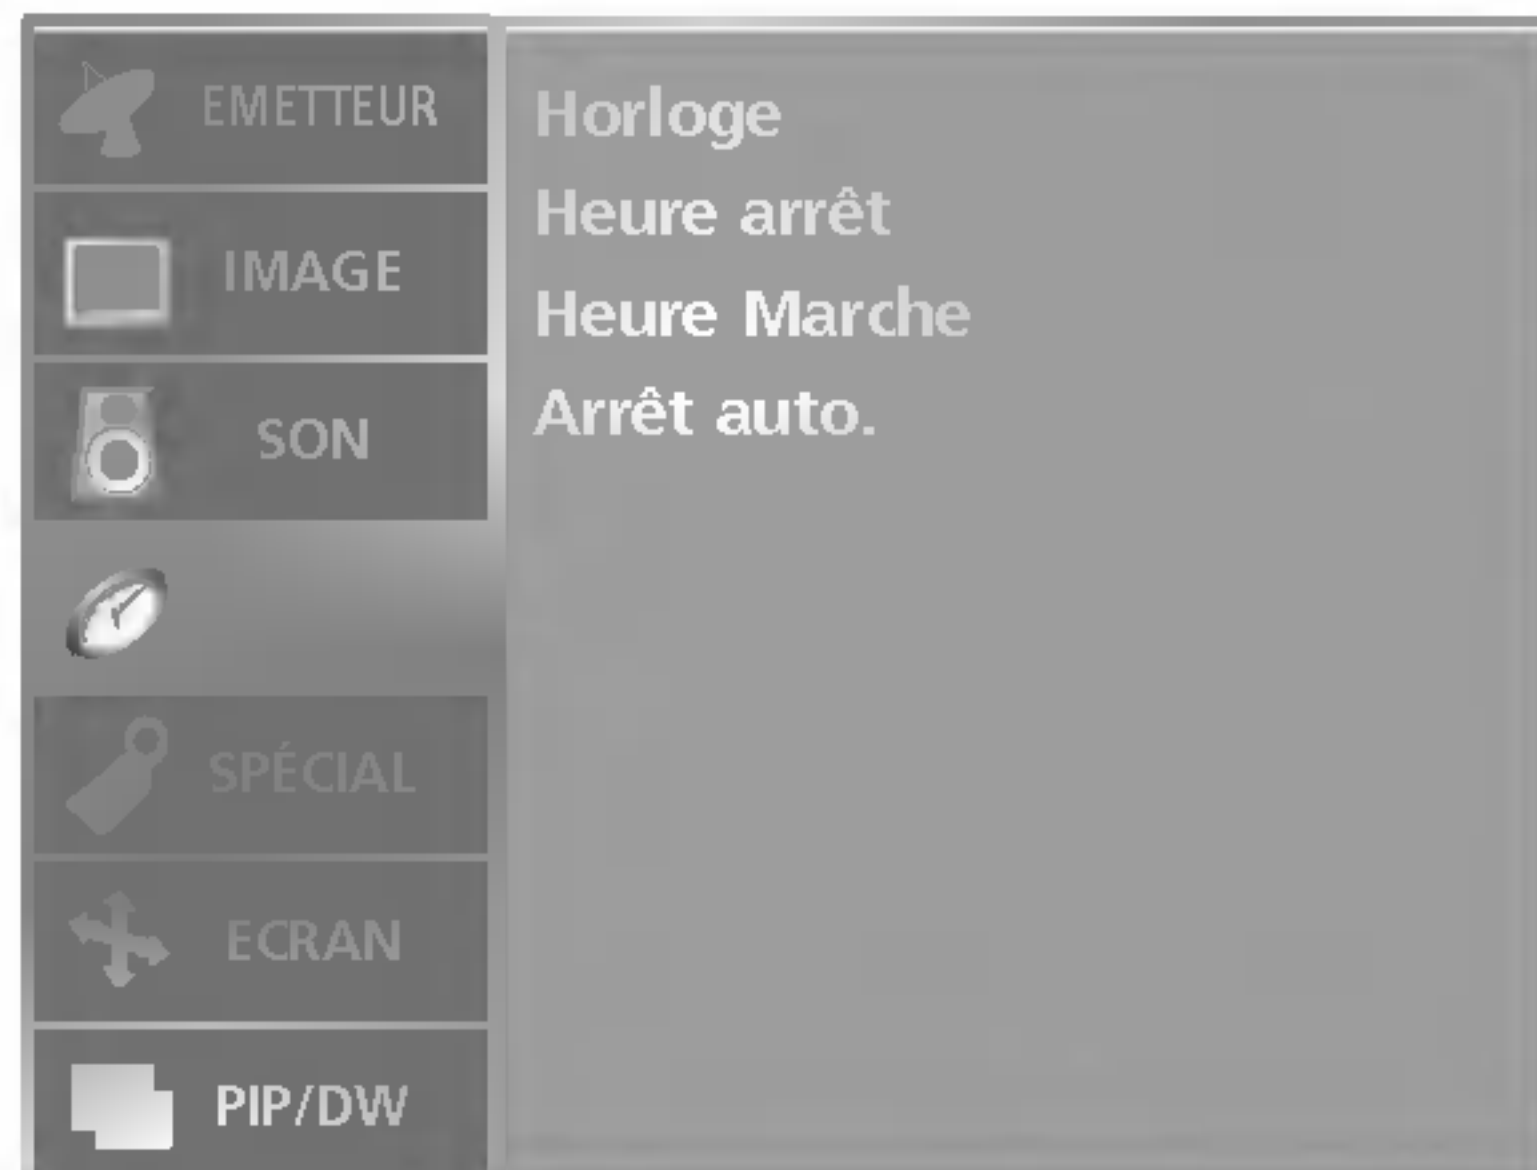 EMETTEUR
IMAGE
SON
SPÉCIAL
ECRAN
PIP/DW
Horloge
Heure arrêt
Heure Marche
Arrêt auto.